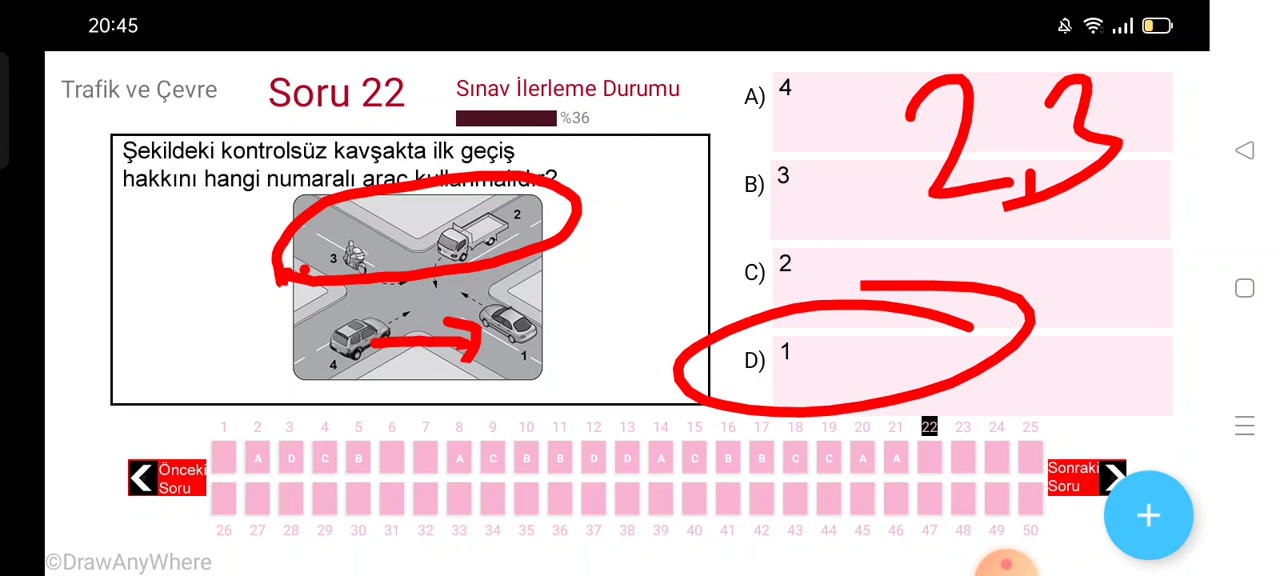 20:45
Trafik ve Çevre
Soru 22
Sınav İlerleme Durumu
%36
Şekildeki kontrolsüz kavşakta ilk geçiş
hakkını hangi numaralı araç kullanmalıdır?
2
3
1
4
A) 4
B) 3
C) 2
D) 1
2,3
1 2 3 4 5 6 7 8 9 10 11 12 13 14 15 16 17 18 19 20 21 22 23 24 25
A D C B A C B B D D A C B B C C A A
Önceki
Soru
Sonraki
Soru
26 27 28 29 30 31 32 33 34 35 36 37 38 39 40 41 42 43 44 45 46 47 48 49 50
+
©DrawAnyWhere